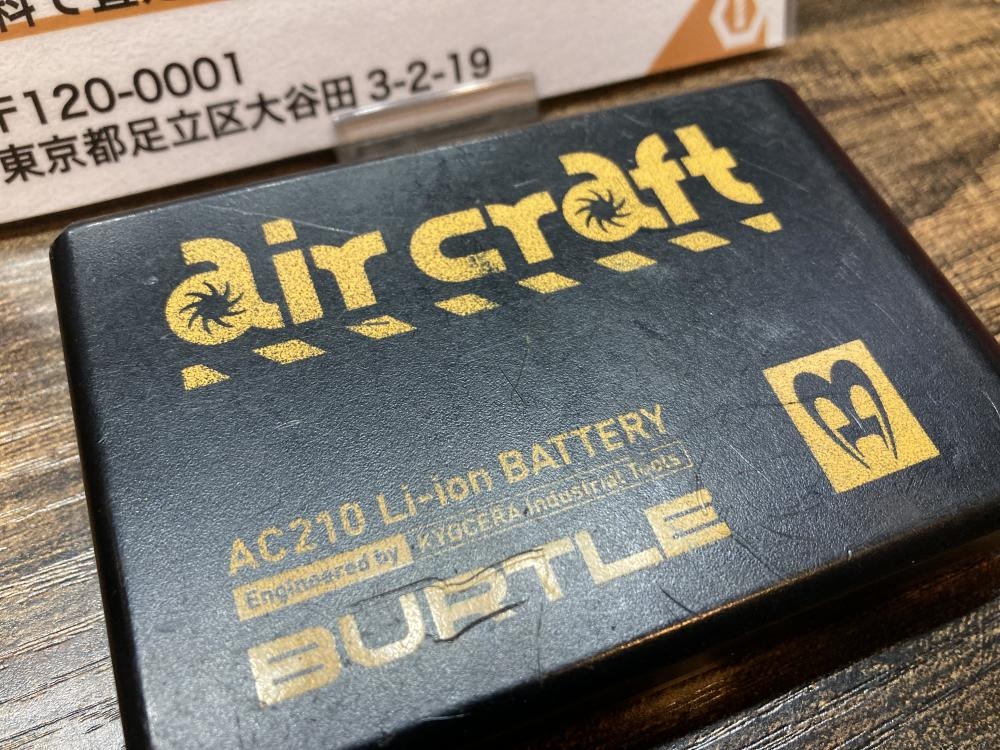 〒120-0001
東京都足立区大谷田 3-2-19
air craft
AC210 Li-ion BATTERY
Engineered by KYOCERA Industrial Tools
BURTLE